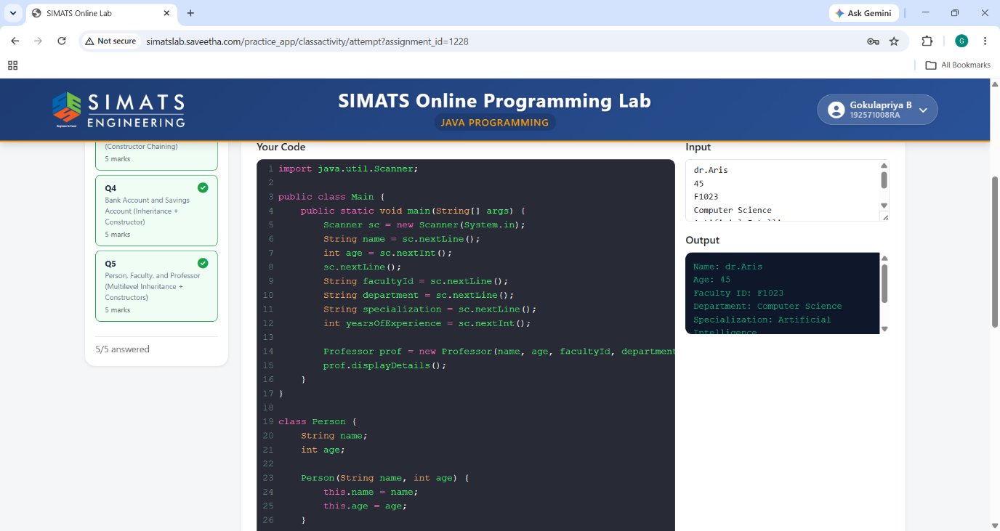 SIMATS Online Lab
Ask Gemini
Not secure
simatslab.saveetha.com/practice_app/classactivity/attempt?assignment_id=1228
G
All Bookmarks
SIMATS
ENGINEERING
Engineer to Excel
SIMATS Online Programming Lab
JAVA PROGRAMMING
Gokulapriya B
192571008RA
(Constructor Chaining)
5 marks
Q4
Bank Account and Savings
Account (Inheritance +
Constructor)
5 marks
Q5
Person, Faculty, and Professor
(Multilevel Inheritance +
Constructors)
5 marks
5/5 answered
Your Code
1 import java.util.Scanner;
2
3 public class Main {
4 public static void main(String[] args) {
5 Scanner sc = new Scanner(System.in);
6 String name = sc.nextLine();
7 int age = sc.nextInt();
8 sc.nextLine();
9 String facultyId = sc.nextLine();
10 String department = sc.nextLine();
11 String specialization = sc.nextLine();
12 int yearsOfExperience = sc.nextInt();
13
14 Professor prof = new Professor(name, age, facultyId, department
15 prof.displayDetails();
16 }
17 }
18
19 class Person {
20 String name;
21 int age;
22
23 Person(String name, int age) {
24 this.name = name;
25 this.age = age;
26 }
Input
dr.Aris
45
F1023
Computer Science
Output
Name: dr.Aris
Age: 45
Faculty ID: F1023
Department: Computer Science
Specialization: Artificial
Intelligence